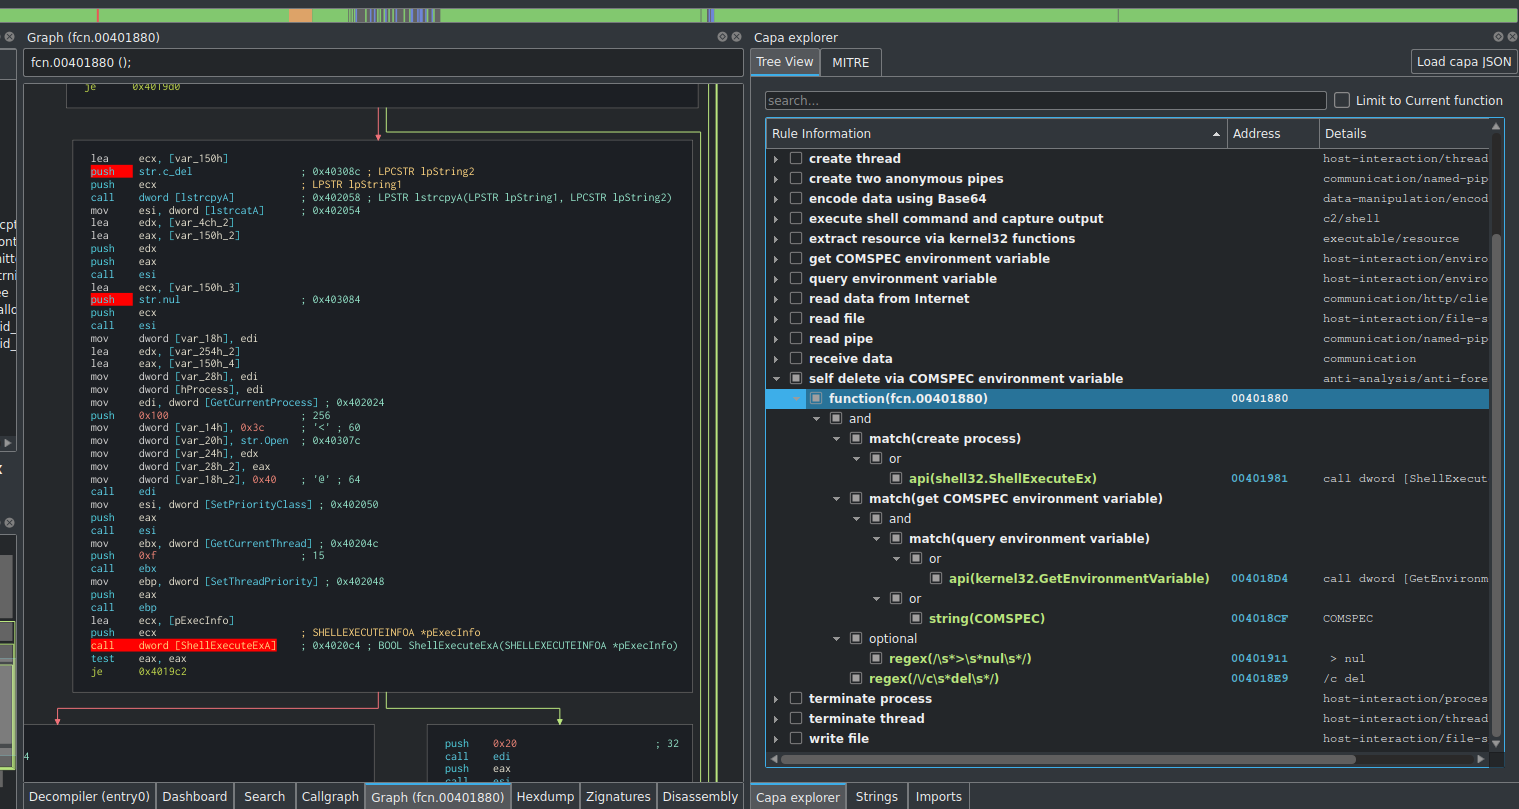 Graph (fcn.00401880)
fcn.00401880 ();
je 0x4019d0
lea ecx, [var_150h]
push str.c_del ; 0x40308c ; LPCSTR lpString2
push ecx ; LPSTR lpString1
call dword [lstrcpyA] ; 0x402058 ; LPSTR lstrcpyA(LPSTR lpString1, LPCSTR lpString2)
mov esi, dword [lstrcatA] ; 0x402054
lea edx, [var_4ch_2]
lea eax, [var_150h_2]
push edx
push eax
call esi
lea ecx, [var_150h_3]
push str.nul ; 0x403084
push ecx
call esi
mov dword [var_18h], edi
lea edx, [var_254h_2]
lea eax, [var_150h_4]
mov dword [var_28h], edi
mov dword [hProcess], edi
mov edi, dword [GetCurrentProcess] ; 0x402024
push 0x100 ; 256
mov dword [var_14h], 0x3c ; '<' ; 60
mov dword [var_20h], str.Open ; 0x40307c
mov dword [var_24h], edx
mov dword [var_28h_2], eax
mov dword [var_18h_2], 0x40 ; '@' ; 64
call edi
mov esi, dword [SetPriorityClass] ; 0x402050
push eax
call esi
mov ebx, dword [GetCurrentThread] ; 0x40204c
push 0xf ; 15
call ebx
mov ebp, dword [SetThreadPriority] ; 0x402048
push eax
call ebp
lea ecx, [pExecInfo]
push ecx ; SHELLEXECUTEINFOA *pExecInfo
call dword [ShellExecuteExA] ; 0x4020c4 ; BOOL ShellExecuteExA(SHELLEXECUTEINFOA *pExecInfo)
test eax, eax
je 0x4019c2
4
push 0x20 ; 32
call edi
push eax
Decompiler (entry0) Dashboard Search Callgraph Graph (fcn.00401880) Hexdump Zignatures Disassembly
Capa explorer
Tree View MITRE Load capa JSON
search... Limit to Current function
Rule Information Address Details
create thread host-interaction/thread
create two anonymous pipes communication/named-pip
encode data using Base64 data-manipulation/encod
execute shell command and capture output c2/shell
extract resource via kernel32 functions executable/resource
get COMSPEC environment variable host-interaction/enviro
query environment variable host-interaction/enviro
read data from Internet communication/http/clie
read file host-interaction/file-s
read pipe communication/named-pip
receive data communication
self delete via COMSPEC environment variable anti-analysis/anti-fore
function(fcn.00401880) 00401880
and
match(create process)
or
api(shell32.ShellExecuteEx) 00401981 call dword [ShellExecut
match(get COMSPEC environment variable)
and
match(query environment variable)
or
api(kernel32.GetEnvironmentVariable) 004018D4 call dword [GetEnvironm
or
string(COMSPEC) 004018CF COMSPEC
optional
regex(/\s*>\s*nul\s*/) 00401911 > nul
regex(/\/c\s*del\s*/) 004018E9 /c del
terminate process host-interaction/proces
terminate thread host-interaction/thread
write file host-interaction/file-s
Capa explorer Strings Imports